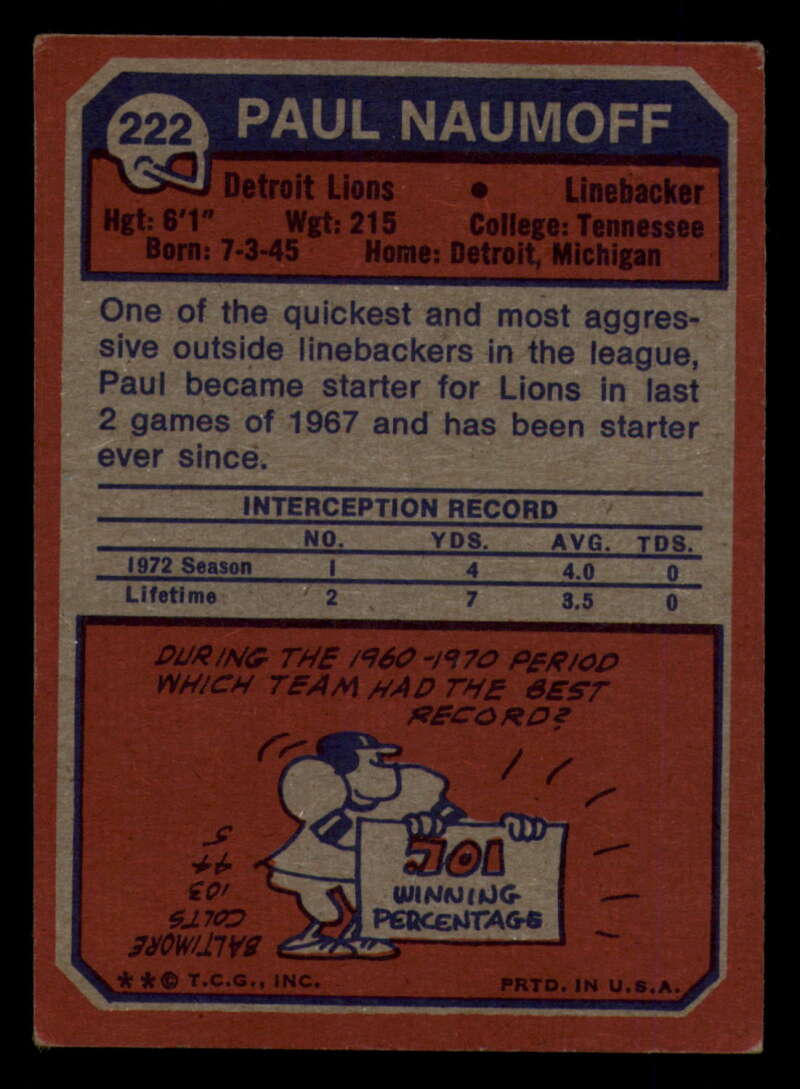 222 PAUL NAUMOFF
Detroit Lions • Linebacker
Hgt: 6'1" Wgt: 215 College: Tennessee
Born: 7-3-45 Home: Detroit, Michigan
One of the quickest and most aggres-
sive outside linebackers in the league,
Paul became starter for Lions in last
2 games of 1967 and has been starter
ever since.
INTERCEPTION RECORD
NO. YDS. AVG. TDS.
1972 Season 1 4 4.0 0
Lifetime 2 7 3.5 0
DURING THE 1960-1970 PERIOD
WHICH TEAM HAD THE BEST
RECORD?
.701
WINNING
PERCENTAGE
BALTIMORE
COLTS
103
44
5
**© T.C.G., INC. PRTD. IN U.S.A.